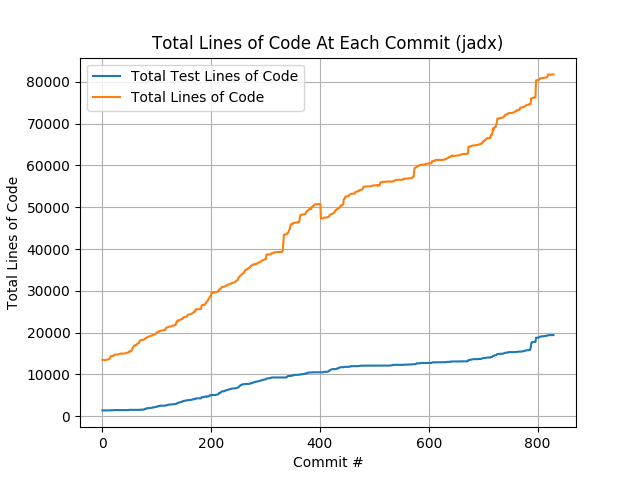 Total Lines of Code At Each Commit (jadx)
Total Test Lines of Code
Total Lines of Code
Total Lines of Code
80000
70000
60000
50000
40000
30000
20000
10000
0
0 200 400 600 800
Commit #